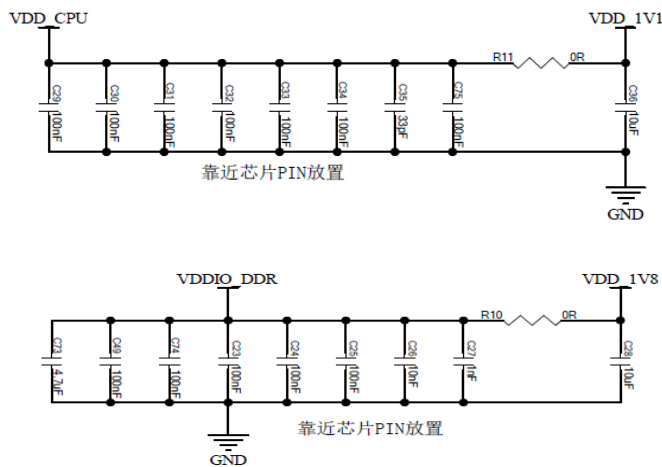 VDD_CPU
VDD_1V1
R11 0R
C29 100nF
C30 100nF
C31 100nF
C32 100nF
C33 100nF
C34 100nF
C35 33pF
C75 100nF
C36 10uF
靠近芯片PIN放置
GND
VDDIO_DDR
VDD_1V8
R10 0R
C73 4.7uF
C49 100nF
C74 100nF
C23 100nF
C24 100nF
C25 100nF
C26 10nF
C27 1nF
C28 10uF
靠近芯片PIN放置
GND